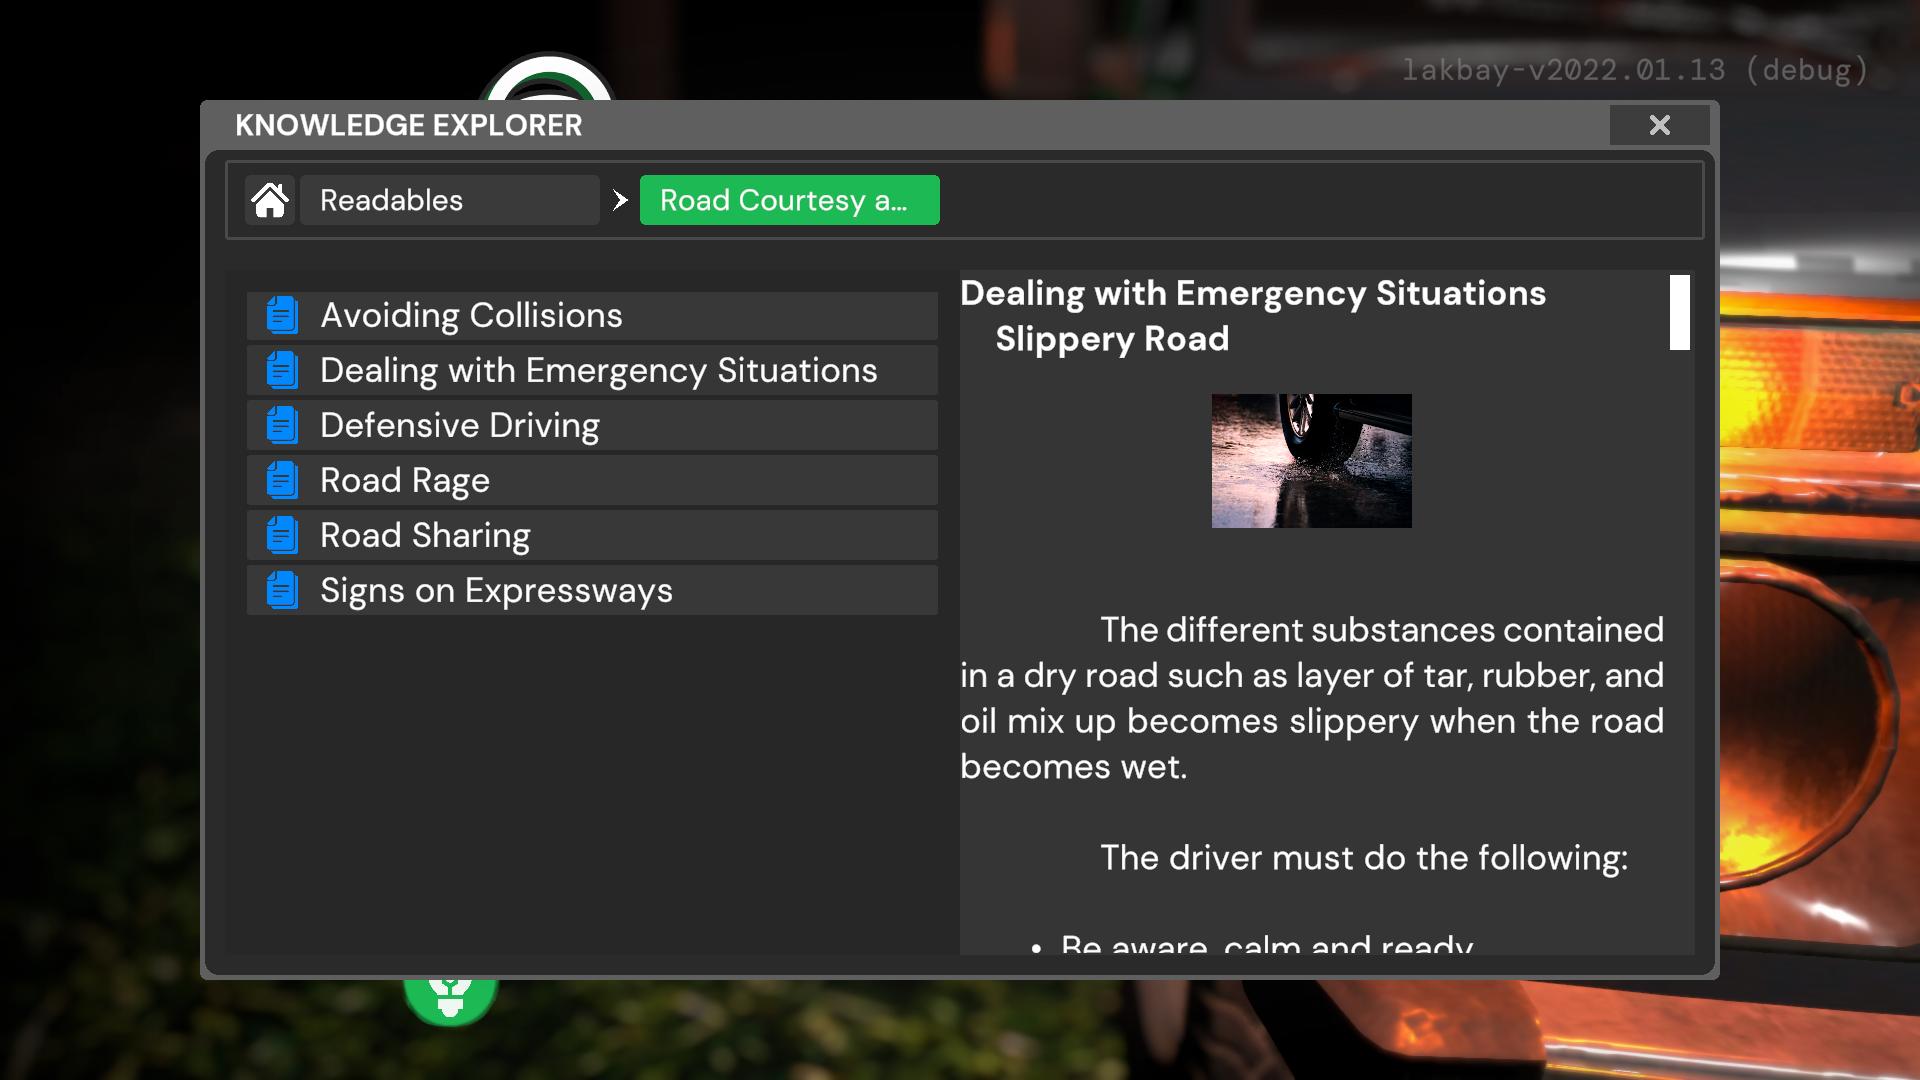 lakbay-v2022.01.13 (debug)
KNOWLEDGE EXPLORER
Readables
Road Courtesy a...
Avoiding Collisions
Dealing with Emergency Situations
Defensive Driving
Road Rage
Road Sharing
Signs on Expressways
Dealing with Emergency Situations
Slippery Road
The different substances contained
in a dry road such as layer of tar, rubber, and
oil mix up becomes slippery when the road
becomes wet.
The driver must do the following:
• Be aware, calm and ready